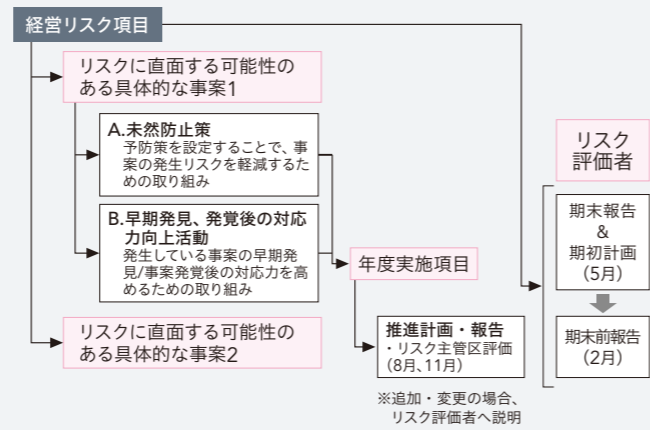 経営リスク項目
リスクに直面する可能性の
ある具体的な事案1
A.未然防止策
予防策を設定することで、事
案の発生リスクを軽減するた
めの取り組み
B.早期発見、発覚後の対応
力向上活動
発生している事案の早期発
見/事案発覚後の対応力を高
めるための取り組み
リスクに直面する可能性の
ある具体的な事案2
年度実施項目
推進計画・報告
・リスク主管区評価
(8月、11月)
※追加・変更の場合、
リスク評価者へ説明
リスク
評価者
期末報告
&
期初計画
(5月)
期末前報告
(2月)